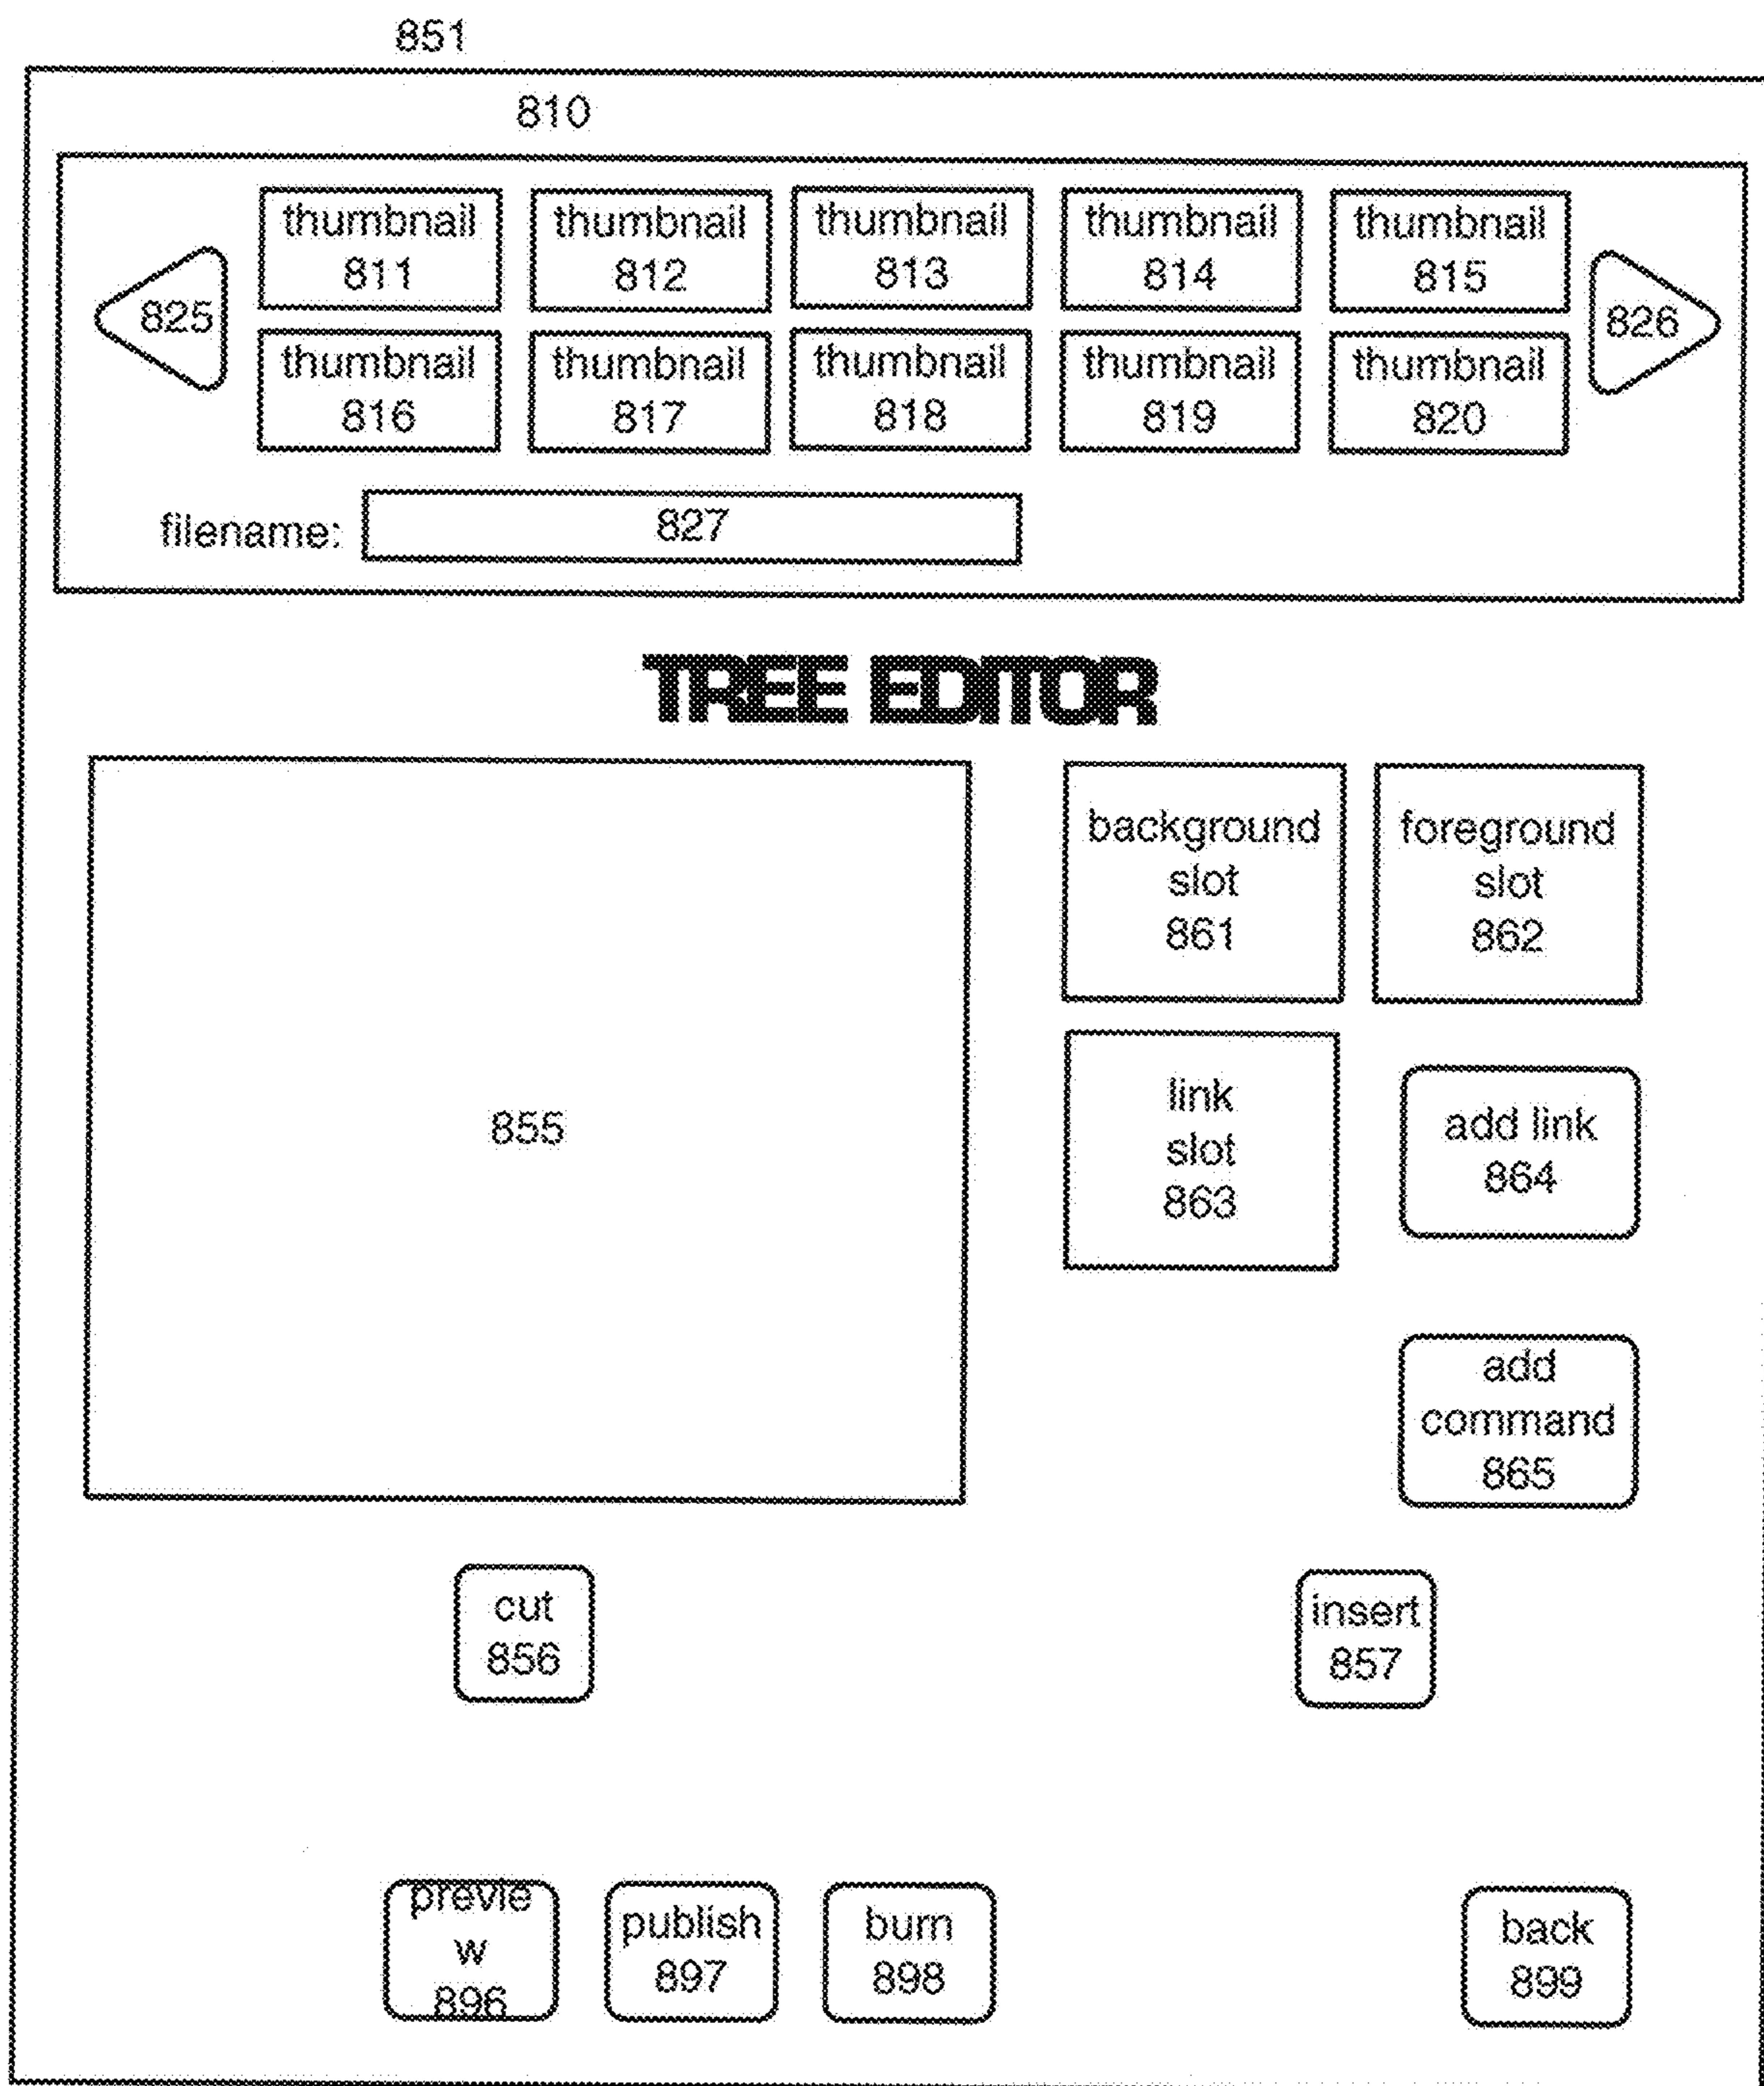 851
810
thumbnail
811
thumbnail
812
thumbnail
813
thumbnail
814
thumbnail
815
825
826
thumbnail
816
thumbnail
817
thumbnail
818
thumbnail
819
thumbnail
820
filename:
827
TREE EDITOR
855
background
slot
861
foreground
slot
862
link
slot
863
add link
864
add
command
865
cut
856
insert
857
previe
w
896
publish
897
burn
898
back
899